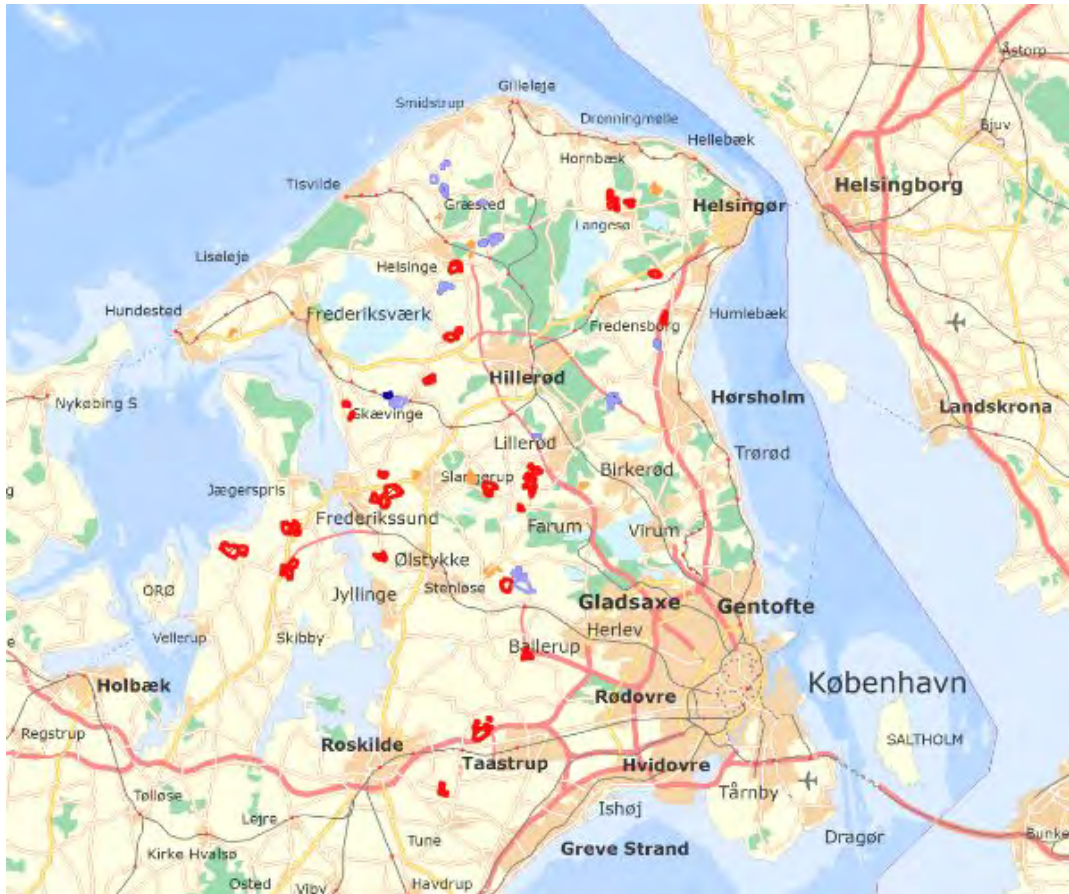 Åstorp
Gilleleje
Smidstrup
Dronningmølle
Bjuv
Hellebæk
Hornbæk
Tisvilde
Helsingborg
Græsted
Helsingør
Langesø
Liseleje
Helsinge
Hundested
Frederiksværk
Humlebæk
Fredensborg
Hillerød
Hørsholm
Nykøbing S
Skævinge
Landskrona
Lillerød
Trørød
Birkerød
Slangerup
Jægerspris
Frederikssund
Farum
Virum
Ølstykke
ORØ
Jyllinge
Stenløse
Gladsaxe
Gentofte
Vellerup
Skibby
Herlev
Ballerup
København
Holbæk
Rødovre
Regstrup
Roskilde
SALTHOLM
Taastrup
Hvidovre
Tårnby
Tølløse
Ishøj
Lejre
Tune
Dragør
Bunke
Kirke Hvalsø
Greve Strand
Osted
Viby
Havdrup